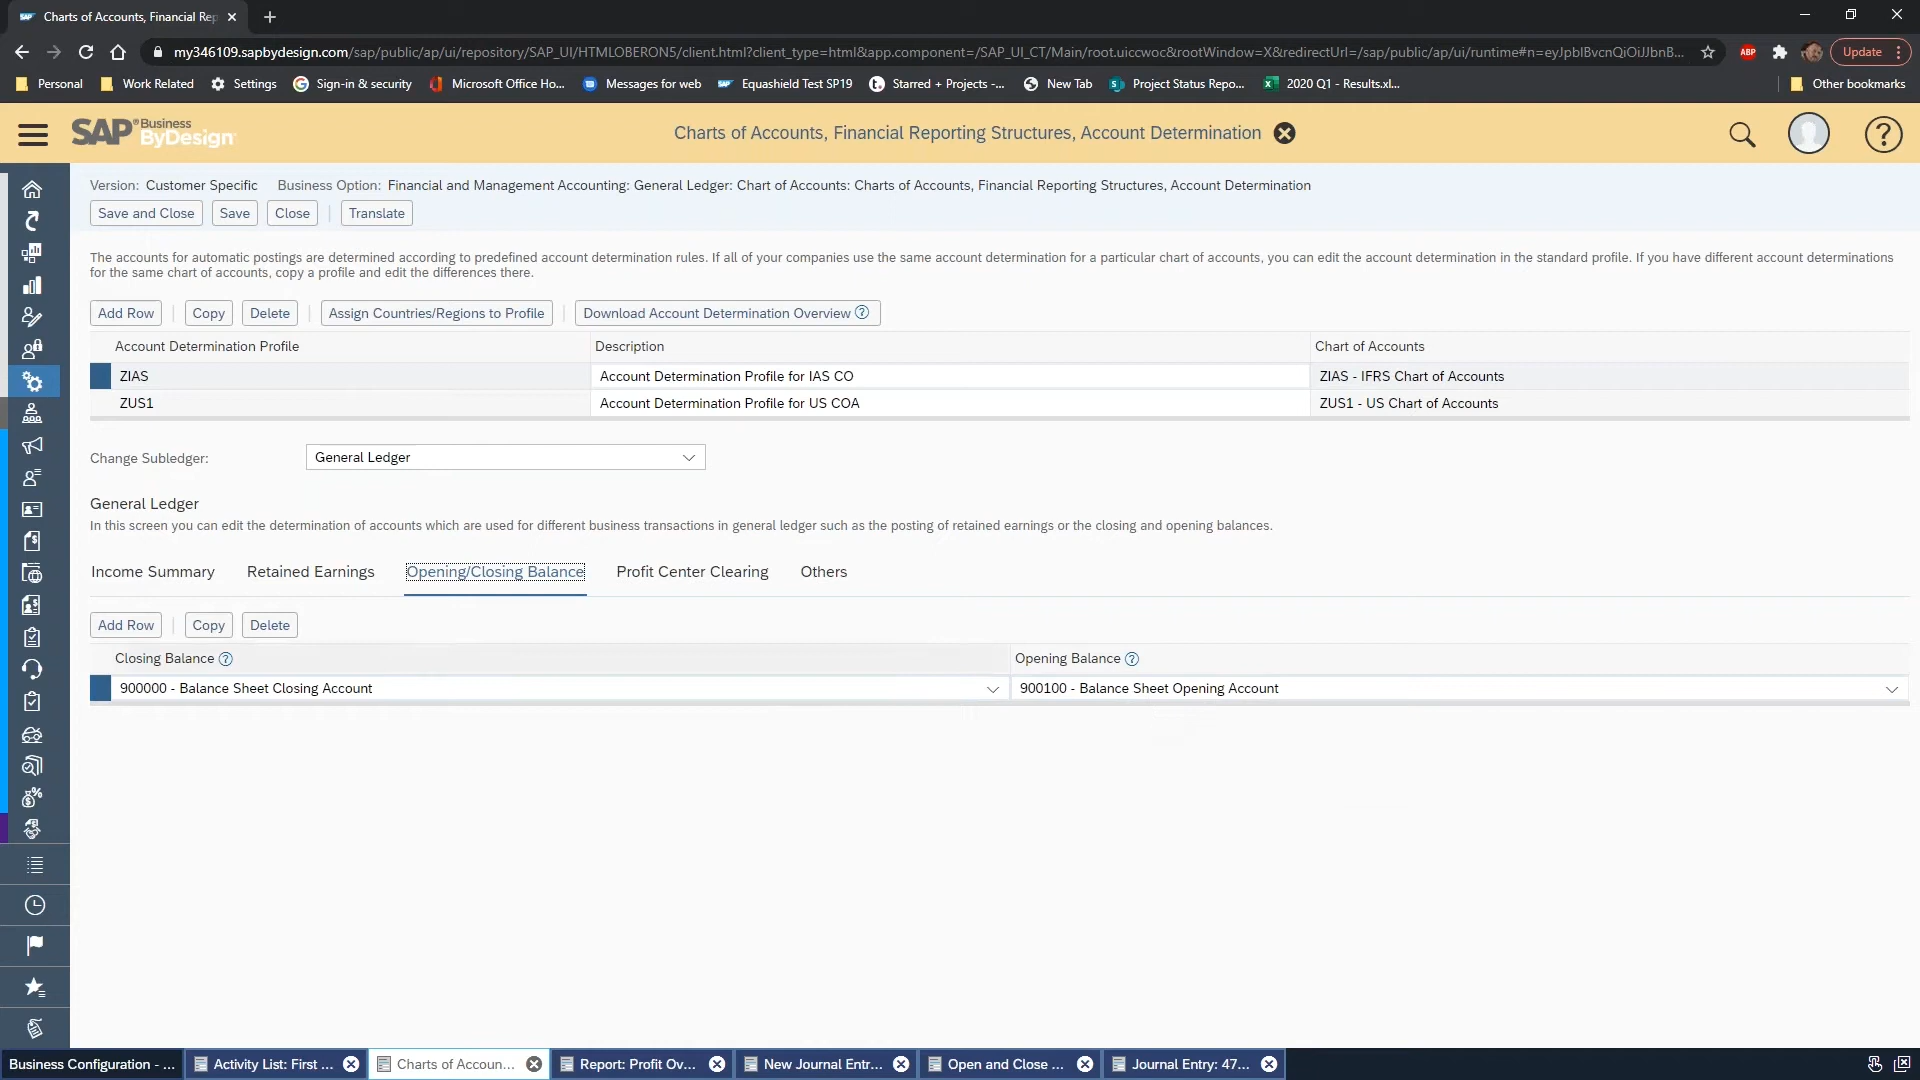 SAP Charts of Accounts, Financial Rep
my346109.sapbydesign.com/sap/public/ap/ui/repository/SAP_UI/HTMLOBERON5/client.html?client_type=html&app.component=/SAP_UI_CT/Main/root.uiccwoc&rootWindow=X&redirectUrl=/sap/public/ap/ui/runtime#n=eyJpblBvcnQiOiJJbnB... ABP Update
Personal Work Related Settings Sign-in & security Microsoft Office Ho... Messages for web SAP Equashield Test SP19 Starred + Projects -... New Tab Project Status Repo... 2020 Q1 - Results.xl... Other bookmarks
SAP® Business ByDesign Charts of Accounts, Financial Reporting Structures, Account Determination ?
Version: Customer Specific Business Option: Financial and Management Accounting: General Ledger: Chart of Accounts: Charts of Accounts, Financial Reporting Structures, Account Determination
Save and Close Save Close Translate
The accounts for automatic postings are determined according to predefined account determination rules. If all of your companies use the same account determination for a particular chart of accounts, you can edit the account determination in the standard profile. If you have different account determinations
for the same chart of accounts, copy a profile and edit the differences there.
Add Row Copy Delete Assign Countries/Regions to Profile Download Account Determination Overview ?
Account Determination Profile Description Chart of Accounts
ZIAS Account Determination Profile for IAS CO ZIAS - IFRS Chart of Accounts
ZUS1 Account Determination Profile for US COA ZUS1 - US Chart of Accounts
Change Subledger: General Ledger
General Ledger
In this screen you can edit the determination of accounts which are used for different business transactions in general ledger such as the posting of retained earnings or the closing and opening balances.
Income Summary Retained Earnings Opening/Closing Balance Profit Center Clearing Others
Add Row Copy Delete
Closing Balance ? Opening Balance ?
900000 - Balance Sheet Closing Account 900100 - Balance Sheet Opening Account
Business Configuration - ... Activity List: First ... Charts of Accoun... Report: Profit Ov... New Journal Entr... Open and Close ... Journal Entry: 47...